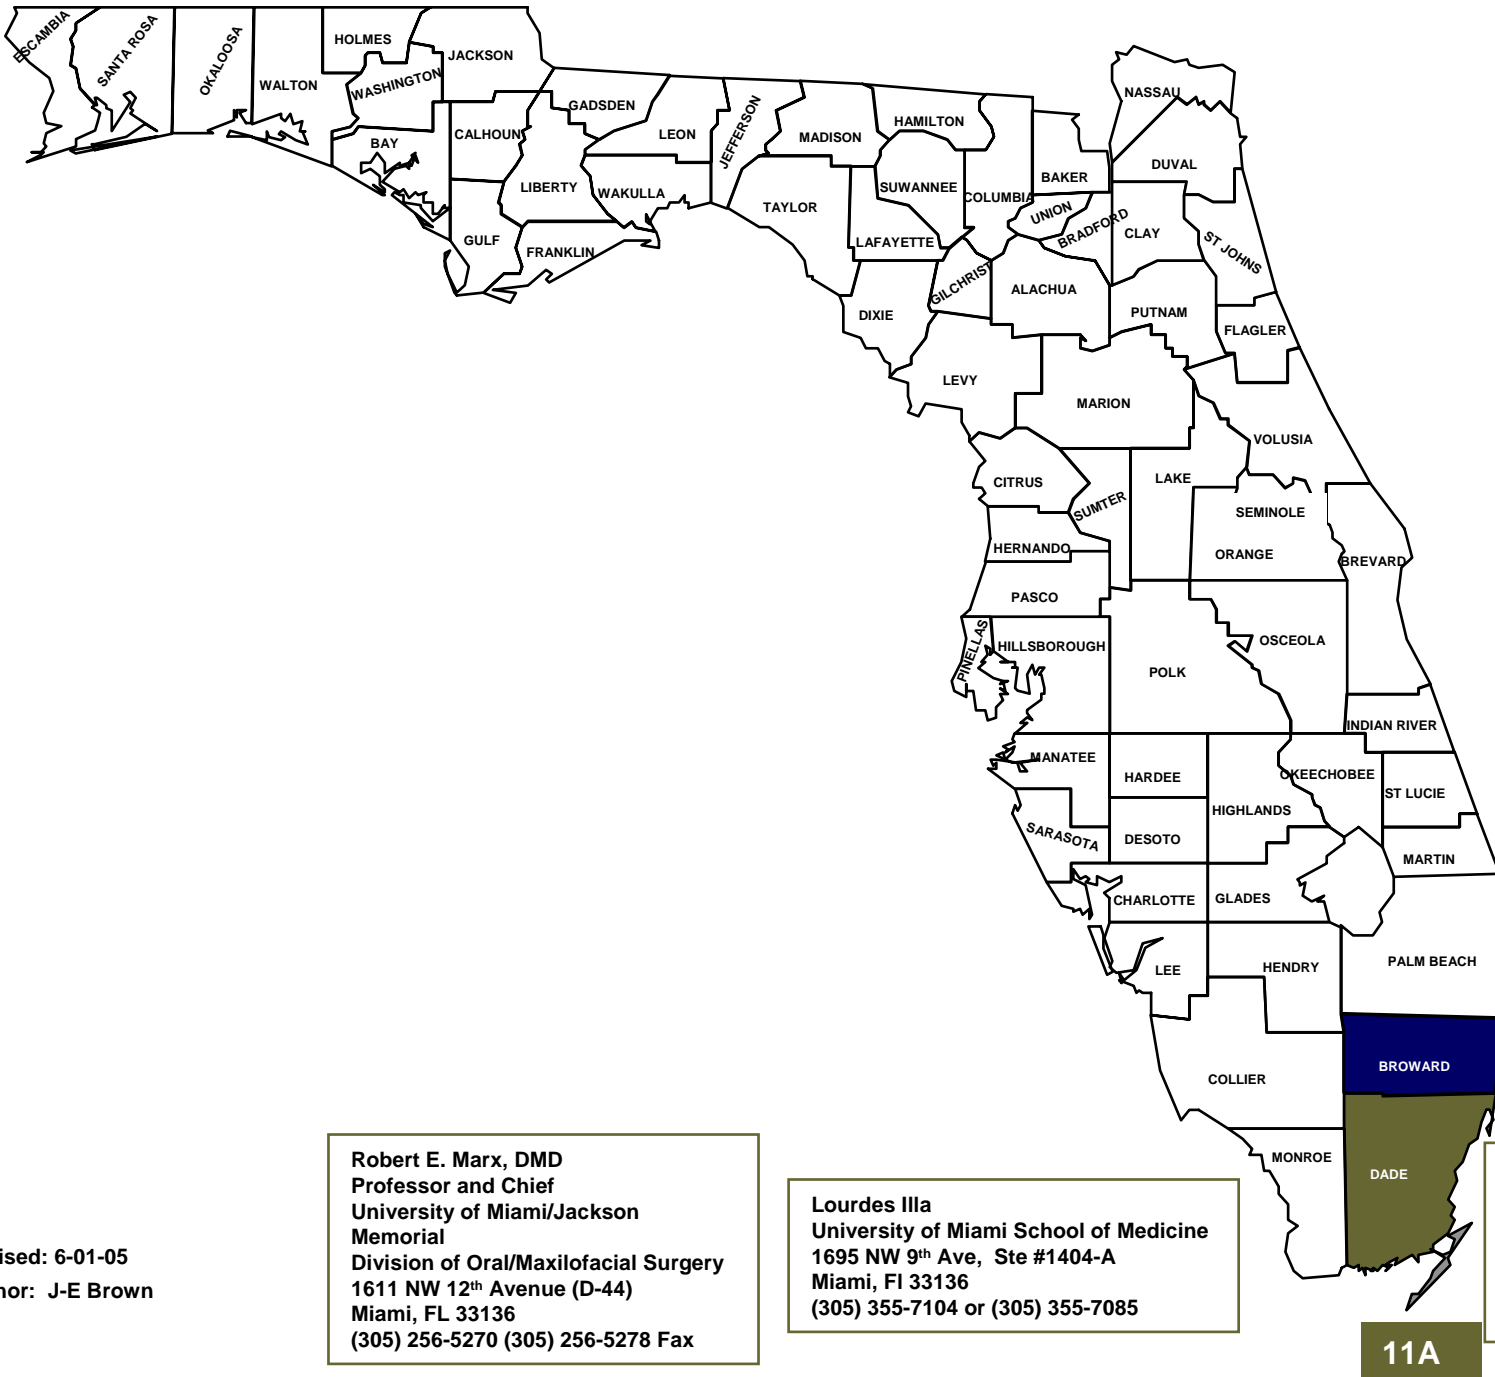 ESCAMBIA
SANTA ROSA
OKALOOSA
WALTON
HOLMES
WASHINGTON
JACKSON
BAY
CALHOUN
GULF
GADSDEN
LIBERTY
FRANKLIN
LEON
WAKULLA
JEFFERSON
MADISON
TAYLOR
HAMILTON
SUWANNEE
LAFAYETTE
DIXIE
COLUMBIA
GILCHRIST
BAKER
UNION
BRADFORD
ALACHUA
NASSAU
DUVAL
CLAY
ST JOHNS
PUTNAM
FLAGLER
LEVY
MARION
VOLUSIA
CITRUS
SUMTER
LAKE
SEMINOLE
ORANGE
HERNANDO
BREVARD
PASCO
PINELLAS
HILLSBOROUGH
POLK
OSCEOLA
INDIAN RIVER
MANATEE
HARDEE
HIGHLANDS
OKEECHOBEE
ST LUCIE
SARASOTA
DESOTO
MARTIN
CHARLOTTE
GLADES
LEE
HENDRY
PALM BEACH
COLLIER
BROWARD
MONROE
DADE
ised: 6-01-05
nor: J-E Brown
Robert E. Marx, DMD
Professor and Chief
University of Miami/Jackson
Memorial
Division of Oral/Maxilofacial Surgery
1611 NW 12th Avenue (D-44)
Miami, FL 33136
(305) 256-5270 (305) 256-5278 Fax
Lourdes Illa
University of Miami School of Medicine
1695 NW 9th Ave, Ste #1404-A
Miami, Fl 33136
(305) 355-7104 or (305) 355-7085
11A